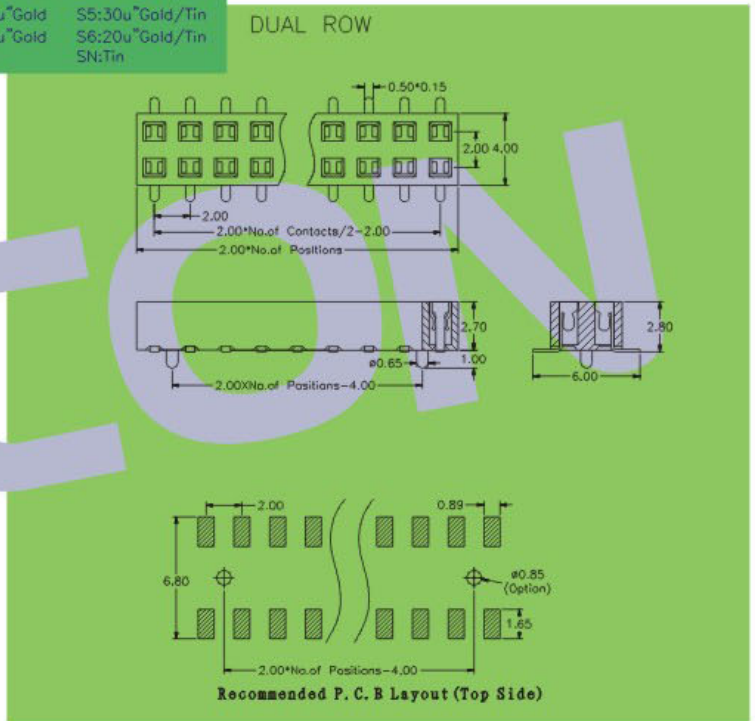 u"Gold S5:30u"Gold/Tin
u"Gold S6:20u"Gold/Tin
SN:Tin
DUAL ROW
0.50*0.15
2.00 4.00
2.00
2.00*No.of Contacts/2-2.00
2.00*No.of Positions
2.70
2.80
ø0.65
1.00
2.00XNo.of Positions-4.00
6.00
2.00
0.89
6.80
ø0.85
(Option)
1.65
2.00*No.of Positions-4.00
Recommended P.C.B Layout(Top Side)
CON